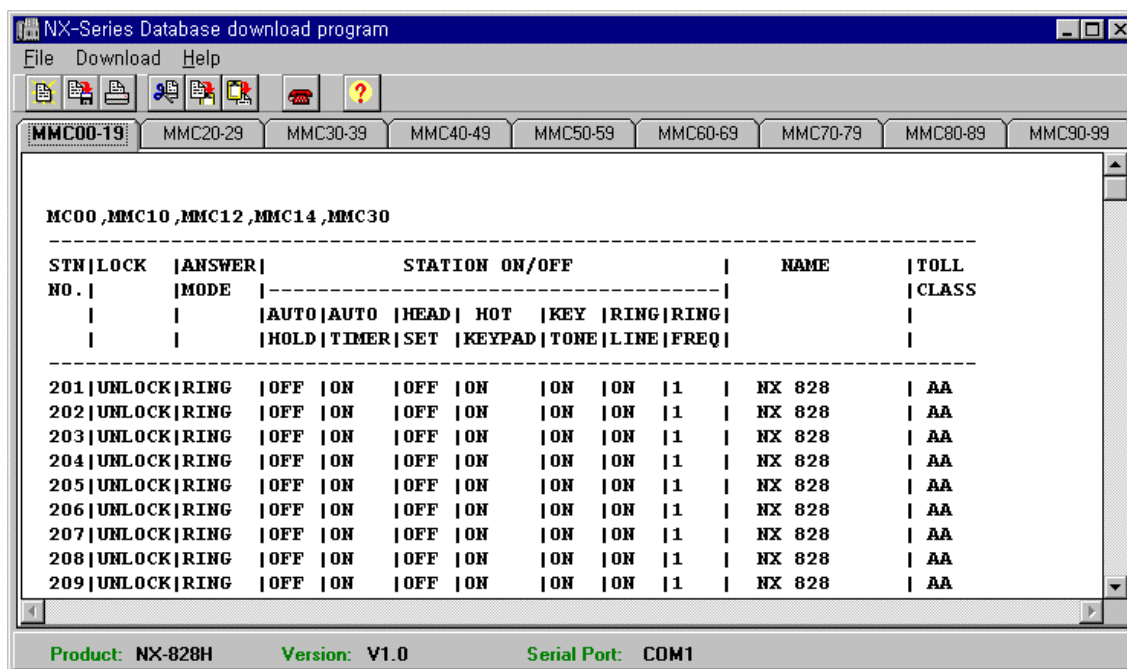 NX-Series Database download program
File Download Help
MMC00-19 MMC20-29 MMC30-39 MMC40-49 MMC50-59 MMC60-69 MMC70-79 MMC80-89 MMC90-99
MC00,MMC10,MMC12,MMC14,MMC30
--------------------------------------------------------------------------------
STN|LOCK |ANSWER| STATION ON/OFF | NAME |TOLL
NO.| |MODE |-------------------------------------| |CLASS
| | |AUTO|AUTO |HEAD| HOT |KEY |RING|RING| |
| | |HOLD|TIMER|SET |KEYPAD|TONE|LINE|FREQ| |
--------------------------------------------------------------------------------
201|UNLOCK|RING |OFF |ON |OFF |ON |ON |ON |1 | NX 828 | AA
202|UNLOCK|RING |OFF |ON |OFF |ON |ON |ON |1 | NX 828 | AA
203|UNLOCK|RING |OFF |ON |OFF |ON |ON |ON |1 | NX 828 | AA
204|UNLOCK|RING |OFF |ON |OFF |ON |ON |ON |1 | NX 828 | AA
205|UNLOCK|RING |OFF |ON |OFF |ON |ON |ON |1 | NX 828 | AA
206|UNLOCK|RING |OFF |ON |OFF |ON |ON |ON |1 | NX 828 | AA
207|UNLOCK|RING |OFF |ON |OFF |ON |ON |ON |1 | NX 828 | AA
208|UNLOCK|RING |OFF |ON |OFF |ON |ON |ON |1 | NX 828 | AA
209|UNLOCK|RING |OFF |ON |OFF |ON |ON |ON |1 | NX 828 | AA
Product: NX-828H Version: V1.0 Serial Port: COM1